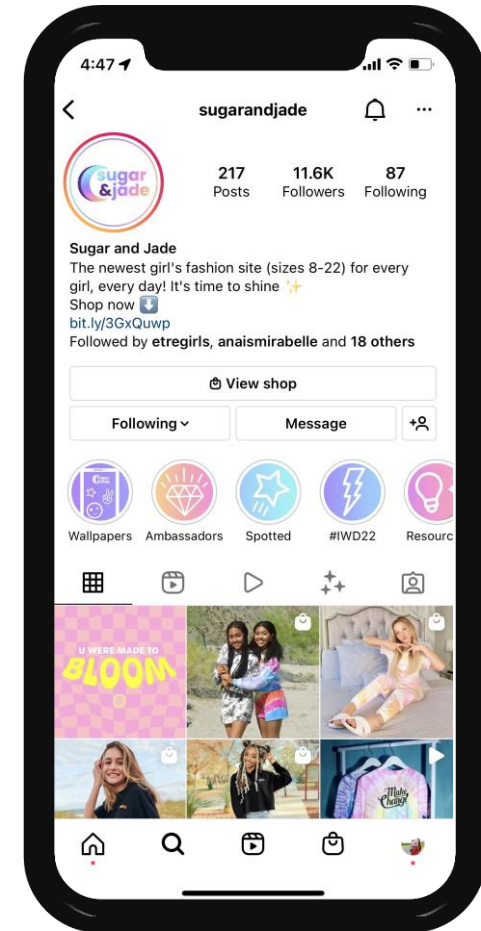 4:47
sugarandjade
sugar
&jade
217
11.6K
87
Posts
Followers
Following
Sugar and Jade
The newest girl's fashion site (sizes 8-22) for every
girl, every day! It's time to shine ✨
Shop now ⬇️
bit.ly/3GxQuwp
Followed by etregirls, anaismirabelle and 18 others
View shop
Following
Message
Wallpapers
Ambassadors
Spotted
#IWD22
Resourc
U WERE MADE TO
BLOOM
Make
Change